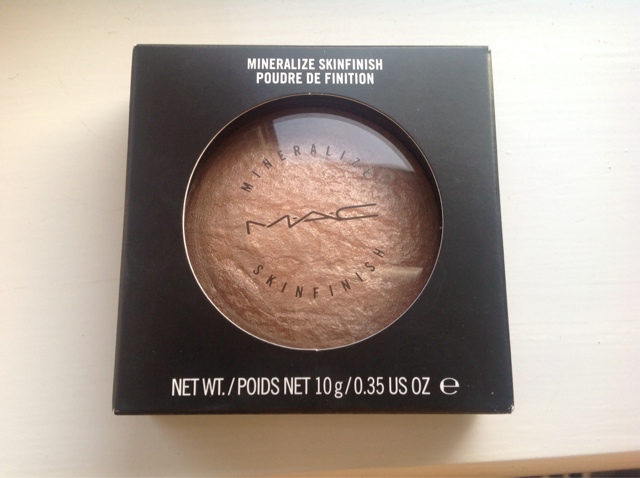 MINERALIZE SKINFINISH
POUDRE DE FINITION
MINERALIZE
MAC
SKINFINISH
NET WT./POIDS NET 10 g/0.35 US OZ ℮